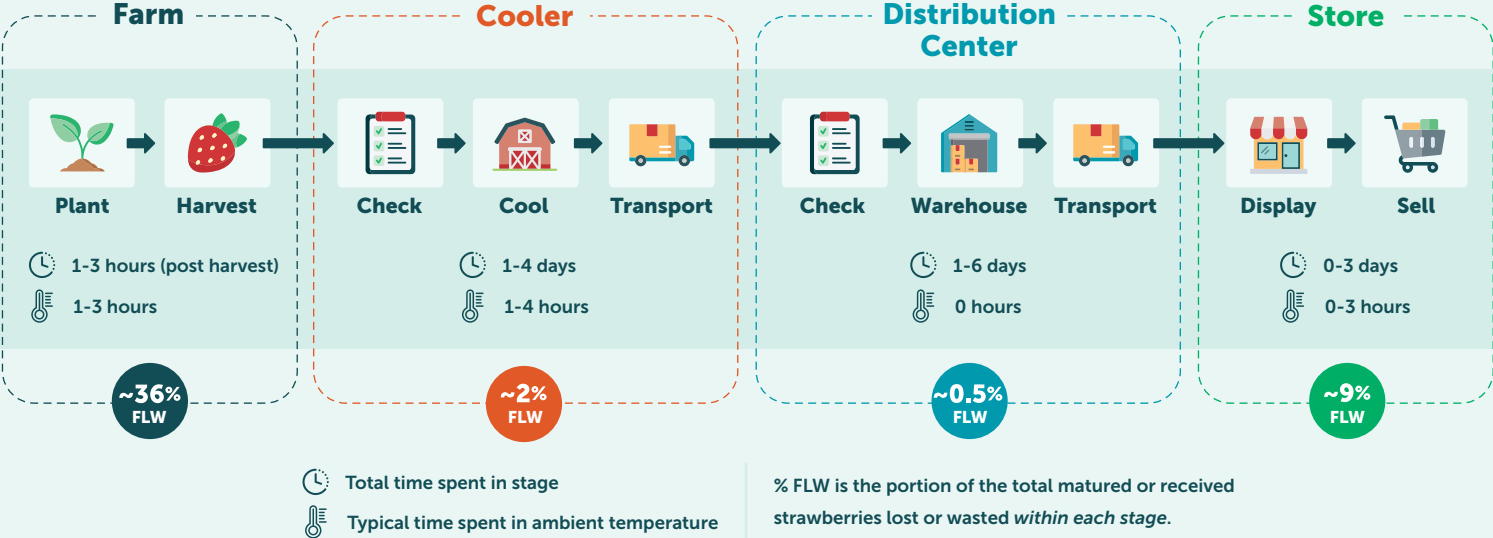 Farm
Cooler
Distribution
Center
Store
Plant
Harvest
Check
Cool
Transport
Check
Warehouse
Transport
Display
Sell
1-3 hours (post harvest)
1-3 hours
1-4 days
1-4 hours
1-6 days
0 hours
0-3 days
0-3 hours
~36%
FLW
~2%
FLW
~0.5%
FLW
~9%
FLW
Total time spent in stage
Typical time spent in ambient temperature
% FLW is the portion of the total matured or received
strawberries lost or wasted within each stage.